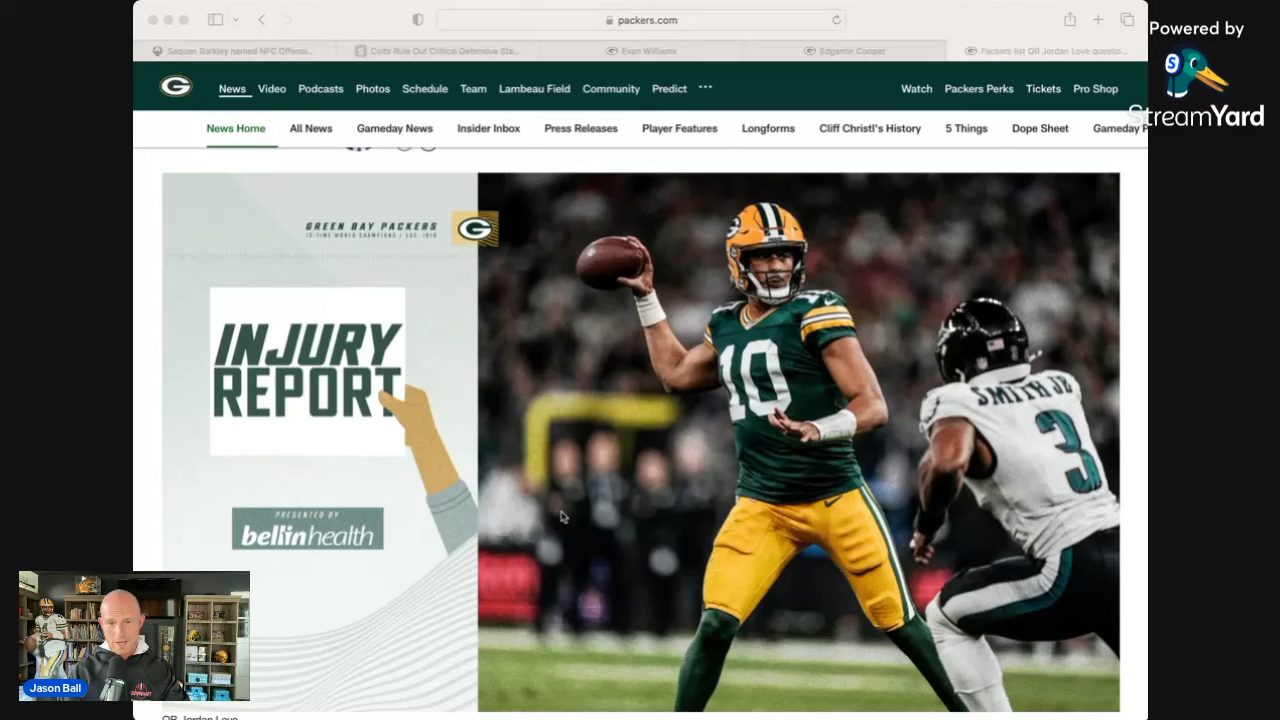 packers.com
Powered by
StreamYard
Saquon Barkley named NFC Offensi...
Colts Rule Out Critical Defensive Sta...
Evan Williams
Edgerrin Cooper
Packers list QB Jordan Love questio...
News Video Podcasts Photos Schedule Team Lambeau Field Community Predict ...
Watch Packers Perks Tickets Pro Shop
News Home All News Gameday News Insider Inbox Press Releases Player Features Longforms Cliff Christl's History 5 Things Dope Sheet Gameday P
GREEN BAY PACKERS
13-TIME WORLD CHAMPIONS / EST. 1919
G
INJURY
REPORT
PRESENTED BY
bellinhealth
10
10
SMITH JR
3
Jason Ball
QB Jordan Love